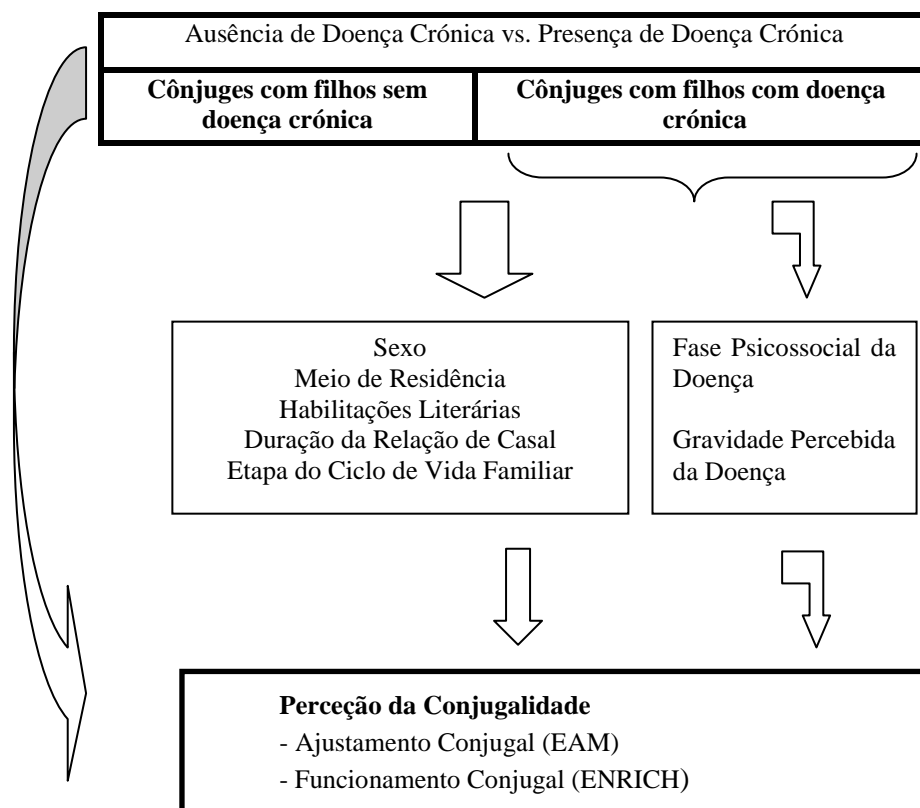 Ausência de Doença Crónica vs. Presença de Doença Crónica
Cônjuges com filhos sem
doença crónica
Cônjuges com filhos com doença
crónica
Sexo
Meio de Residência
Habilitações Literárias
Duração da Relação de Casal
Etapa do Ciclo de Vida Familiar
Fase Psicossocial da
Doença
Gravidade Percebida
da Doença
Perceção da Conjugalidade
- Ajustamento Conjugal (EAM)
- Funcionamento Conjugal (ENRICH)